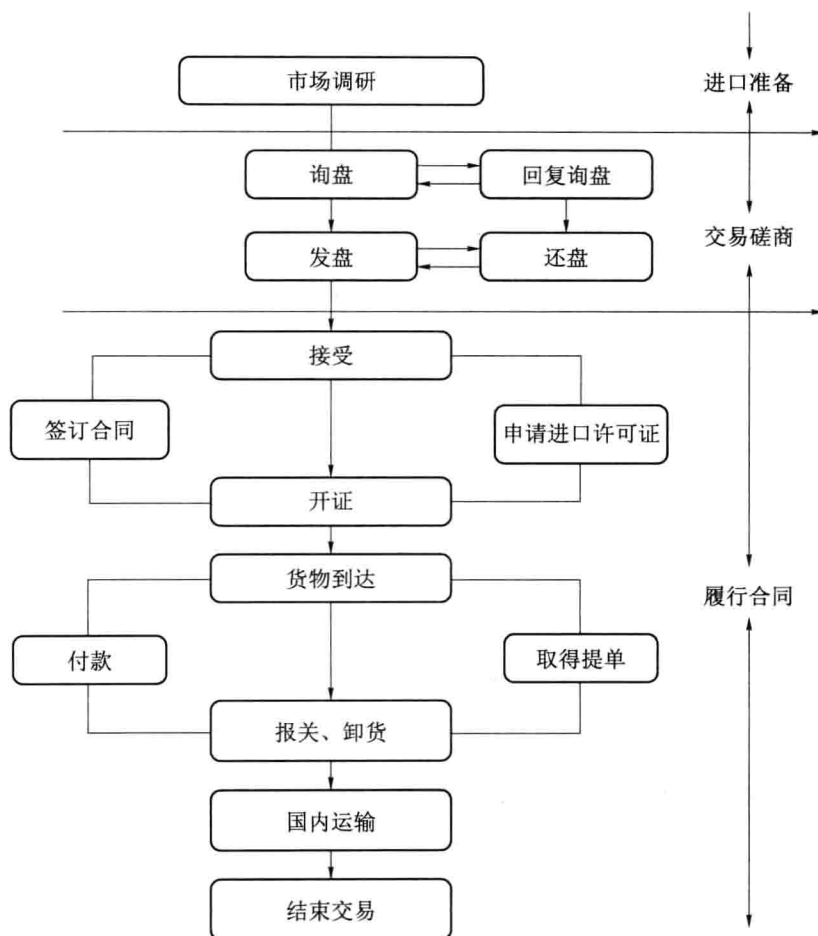 市场调研
进口准备
询盘
回复询盘
交易磋商
发盘
还盘
接受
签订合同
申请进口许可证
开证
货物到达
履行合同
付款
取得提单
报关、卸货
国内运输
结束交易